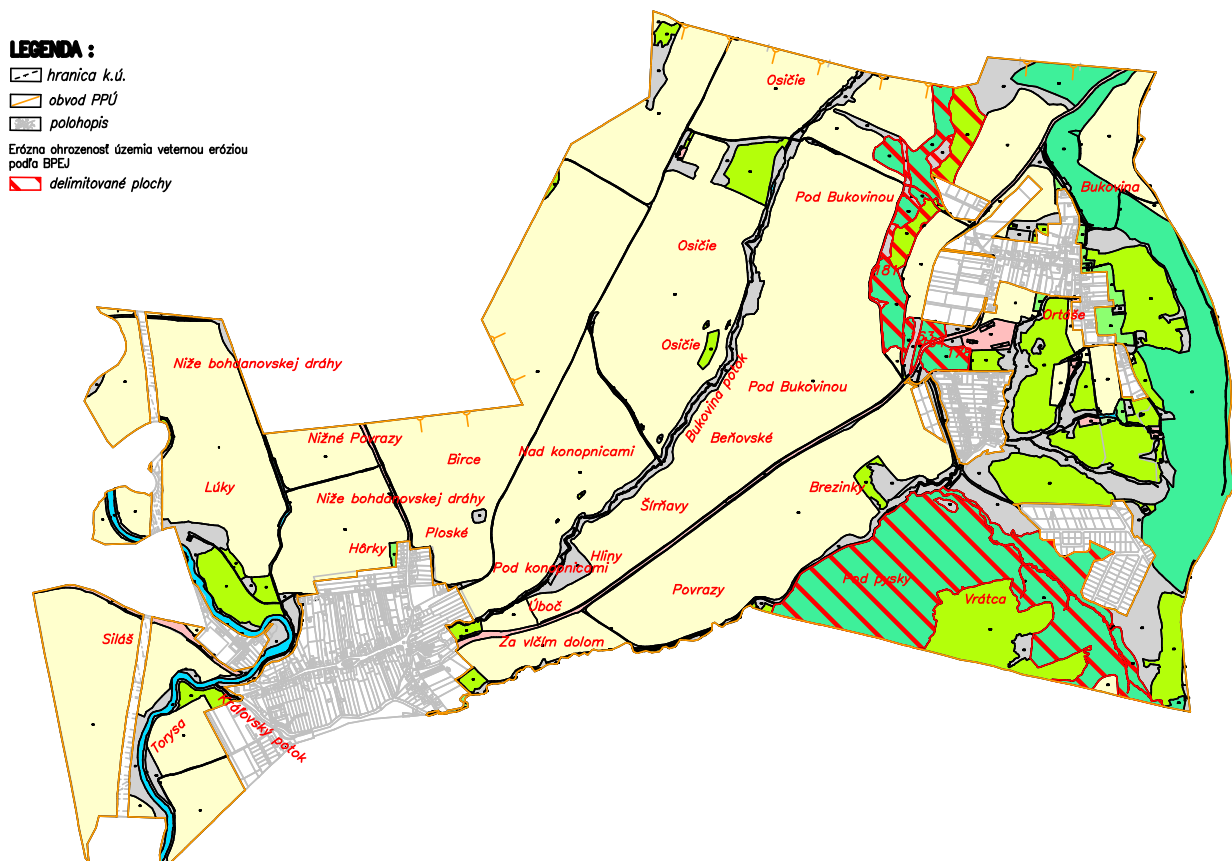 LEGENDA :
hranica k.ú.
obvod PPÚ
polohopis
Erózna ohrozenosť územia veternou eróziou
podľa BPEJ
delimitované plochy
Osičie
Bukovina
Pod Bukovinou
Osičie
Ortáše
Osičie
Niže bohdanovskej dráhy
Bukovina potok
Pod Bukovinou
Nižné Povrazy
Beňovské
Nad konopnicami
Birce
Lúky
Niže bohdanovskej dráhy
Brezinky
Šírňavy
Ploské
Hôrky
Hliny
Pod konopnicami
Pod pysky
Povrazy
Vrátca
Úboč
Siláš
Za vlčím dolom
Kráľovský potok
Torysa